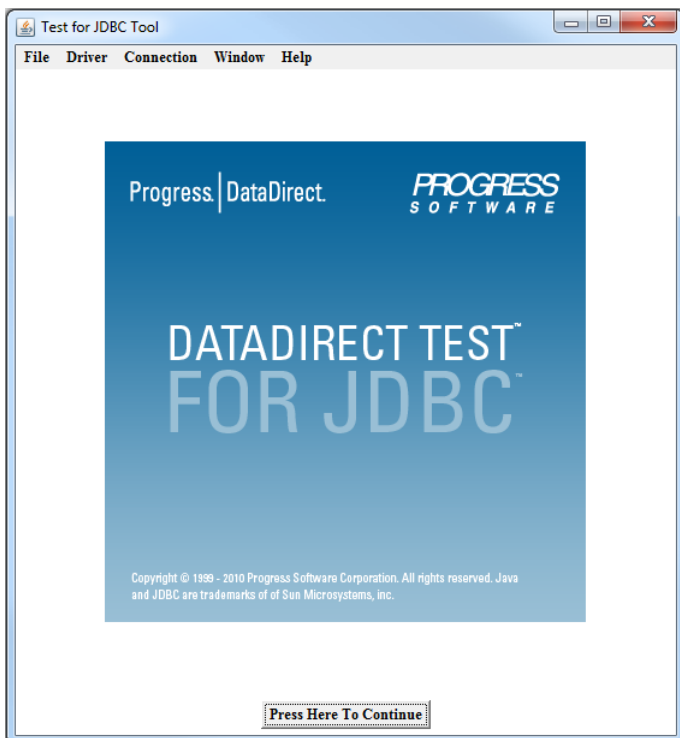 Test for JDBC Tool
File Driver Connection Window Help
Progress. DataDirect.
PROGRESS
SOFTWARE
DATADIRECT TEST™
FOR JDBC™
Copyright © 1999 - 2010 Progress Software Corporation. All rights reserved. Java
and JDBC are trademarks of of Sun Microsystems, inc.
Press Here To Continue